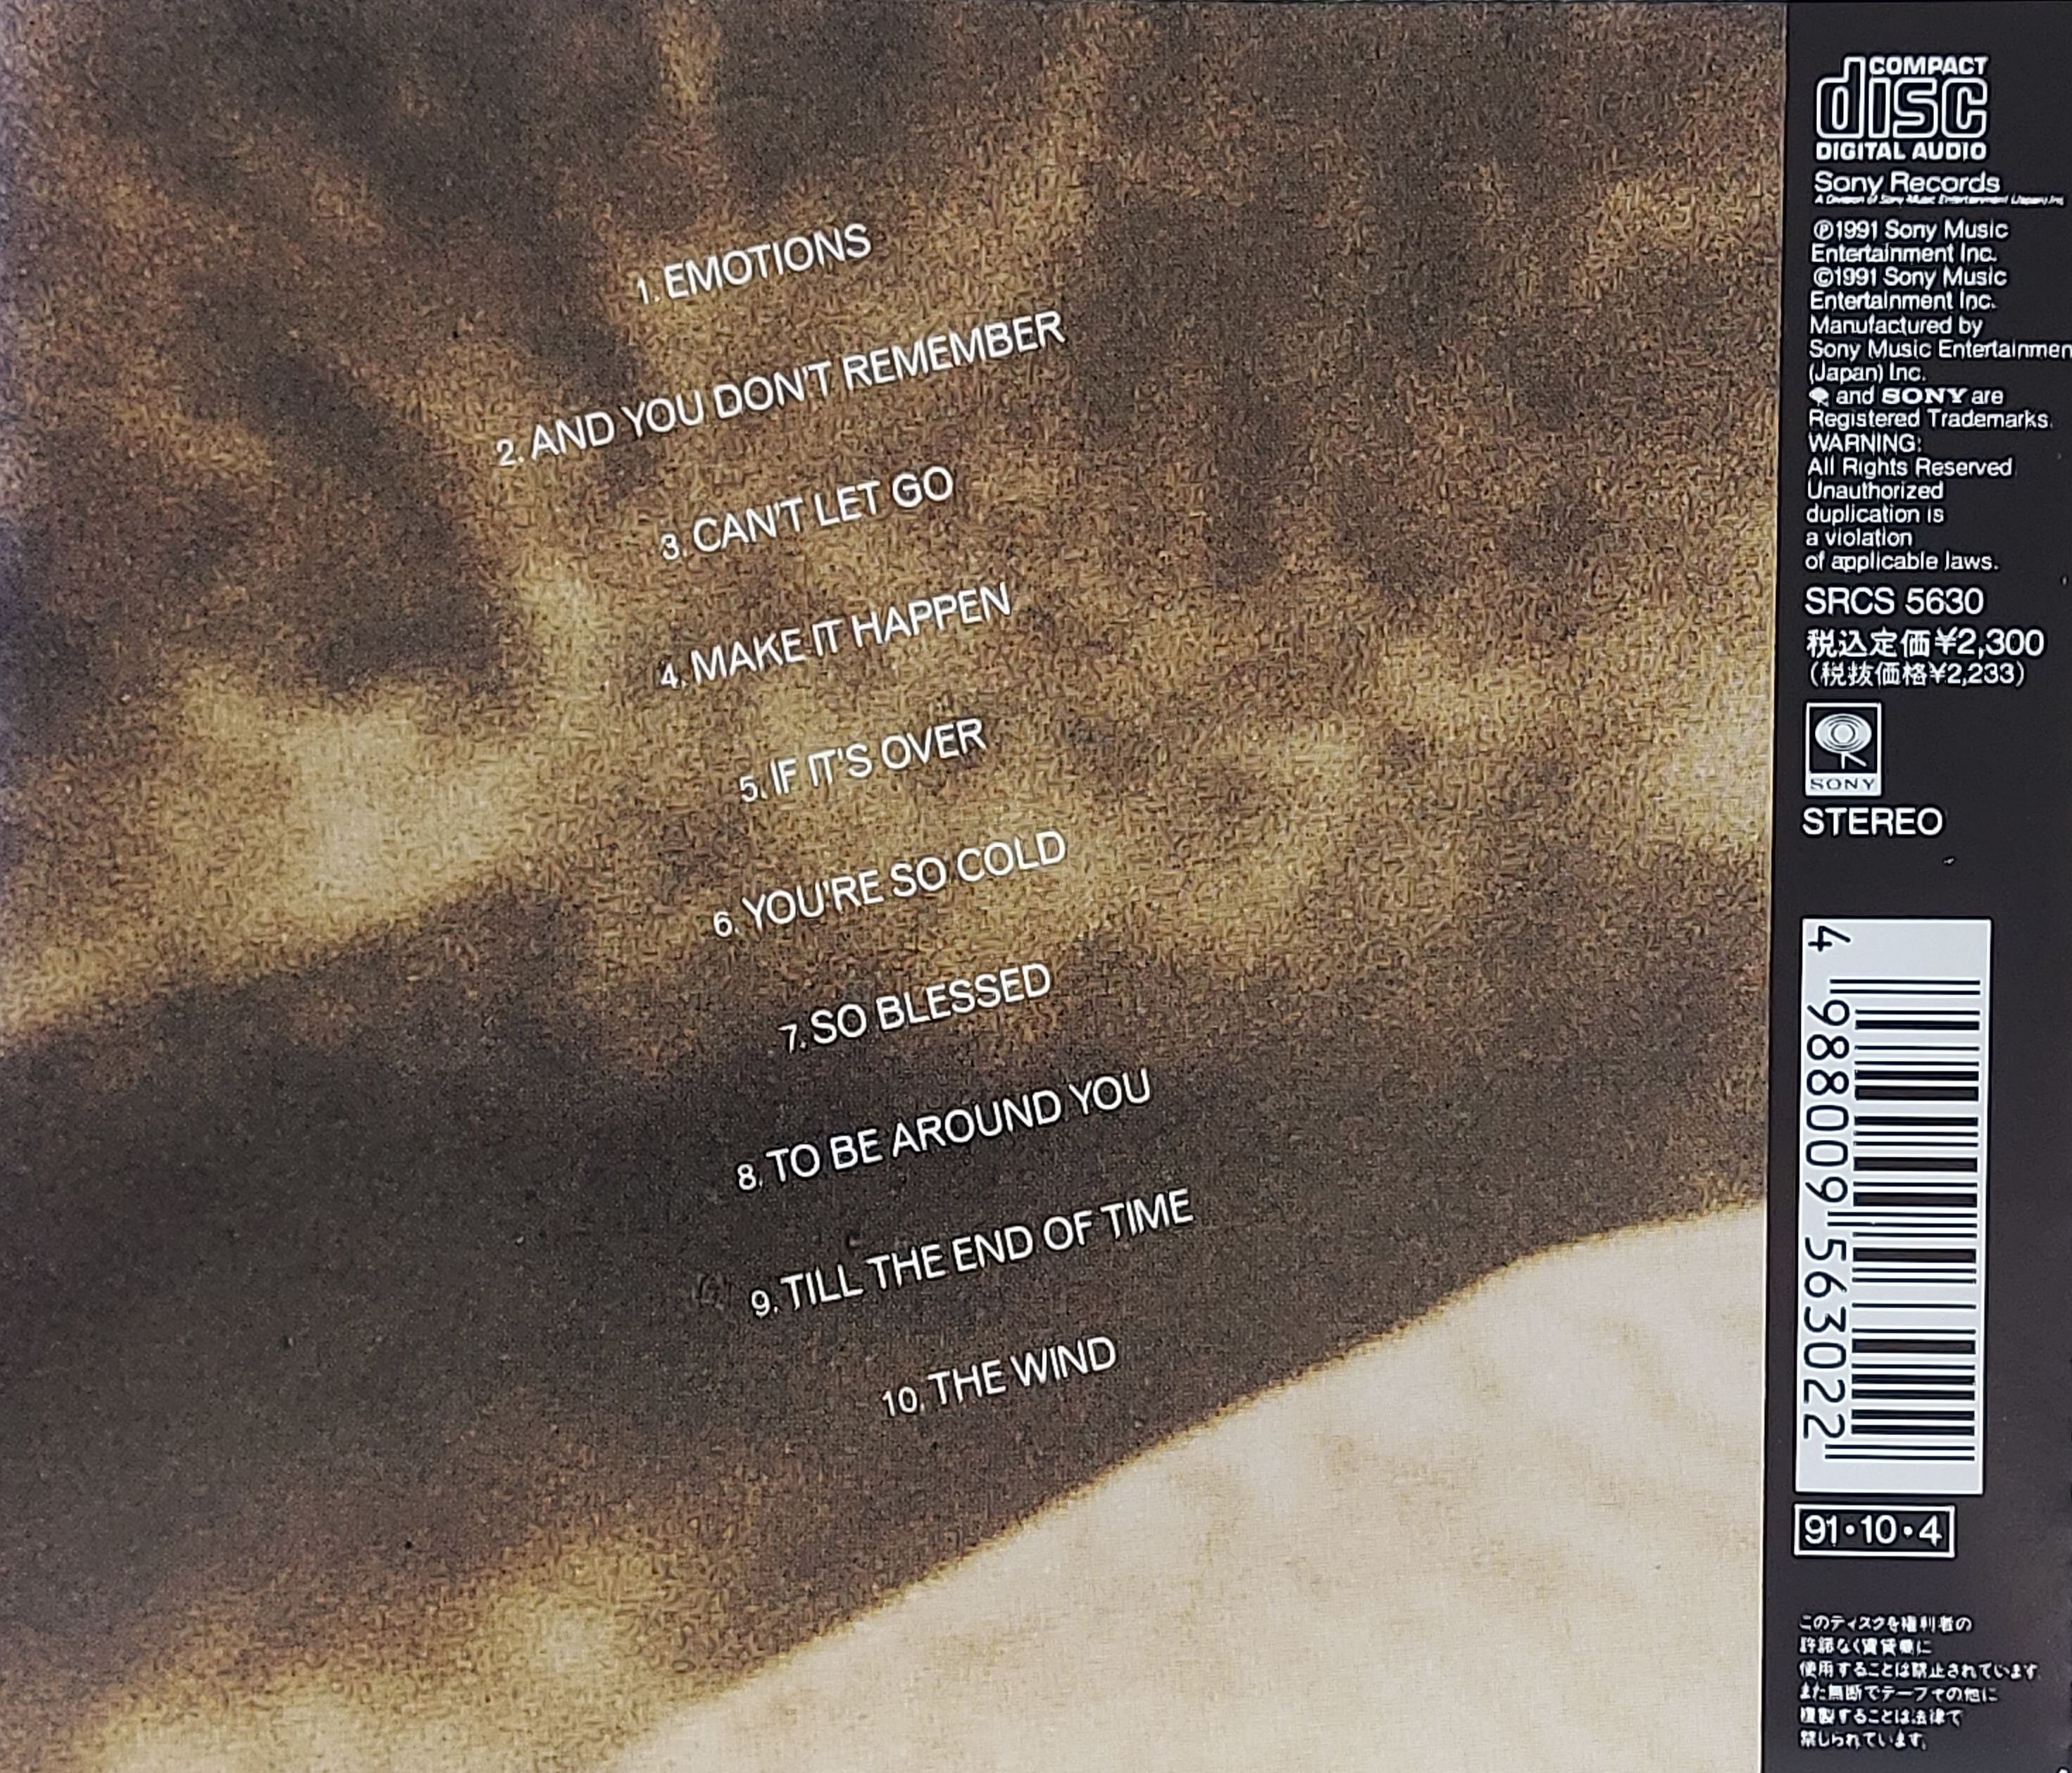 1. EMOTIONS
2. AND YOU DON'T REMEMBER
3. CAN'T LET GO
4. MAKE IT HAPPEN
5. IF IT'S OVER
6. YOU'RE SO COLD
7. SO BLESSED
8. TO BE AROUND YOU
9. TILL THE END OF TIME
10. THE WIND
COMPACT
disc
DIGITAL AUDIO
Sony Records
A Division of Sony Music Entertainment (Japan) Inc.
Ⓟ1991 Sony Music
Entertainment Inc.
©1991 Sony Music
Entertainment Inc.
Manufactured by
Sony Music Entertainmen
(Japan) Inc.
and SONY are
Registered Trademarks.
WARNING:
All Rights Reserved
Unauthorized
duplication is
a violation
of applicable laws.
SRCS 5630
税込定価¥2,300
(税抜価格¥2,233)
SONY
STEREO
4 988009 563022
91・10・4
このディスクを権利者の
許諾なく賃貸業に
使用することは禁止されています
また無断でテープその他に
複製することは法律で
禁じられています。